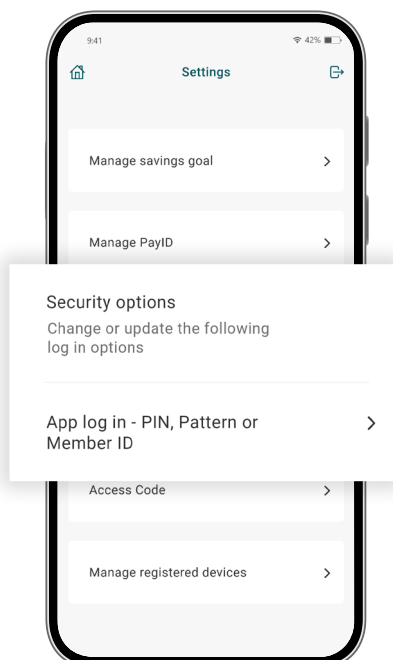 9:41
42%
Settings
Manage savings goal
Manage PayID
Security options
Change or update the following
log in options
App log in - PIN, Pattern or
Member ID
Access Code
Manage registered devices